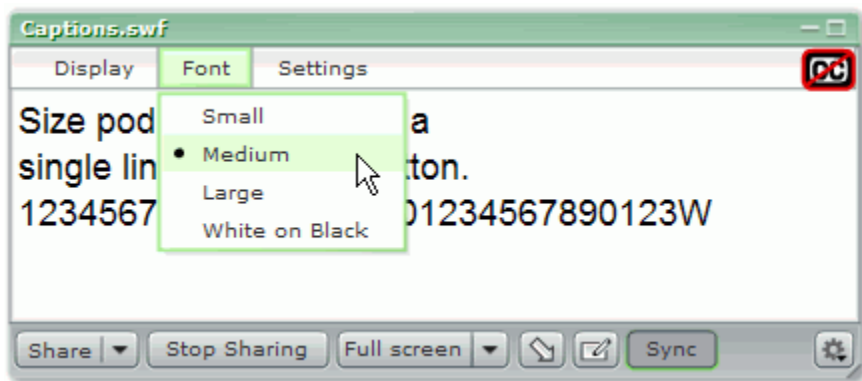 Captions.swf
Display Font Settings CC
Size pod a
Small
Medium
single lin ton.
Large
1234567 01234567890123W
White on Black
Share Stop Sharing Full screen Sync